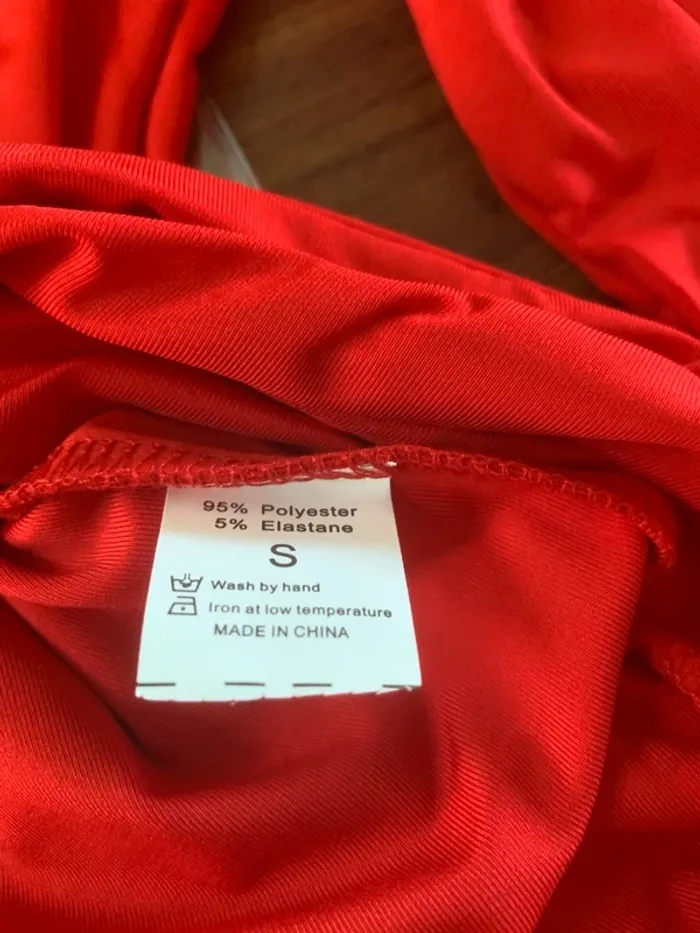 95% Polyester
5% Elastane
S
Wash by hand
Iron at low temperature
MADE IN CHINA